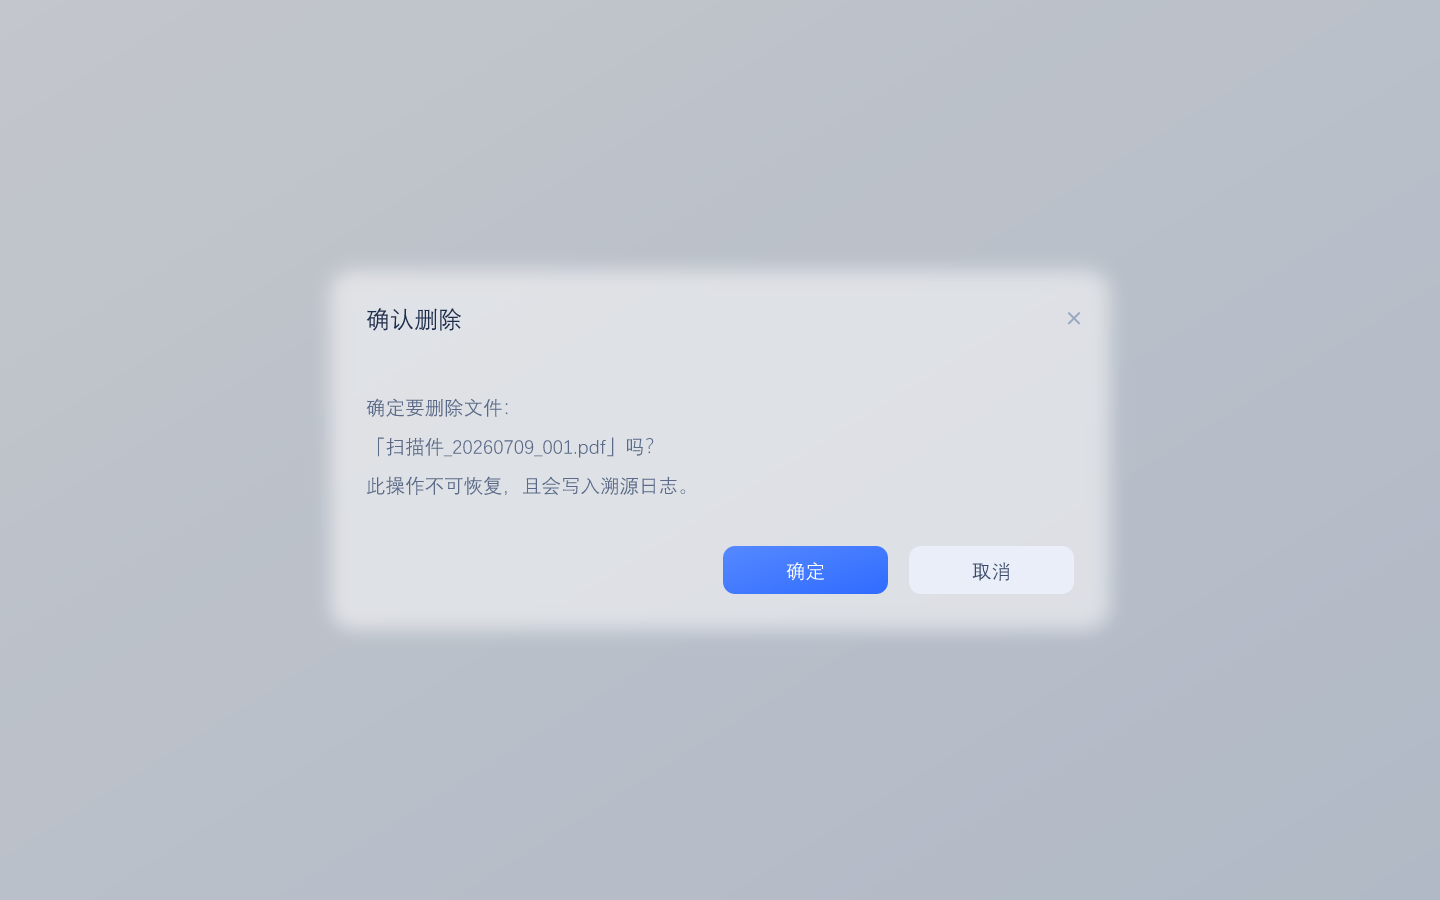 确认删除
×
确定要删除文件：
「扫描件_20260709_001.pdf」吗？
此操作不可恢复，且会写入溯源日志。
确定
取消